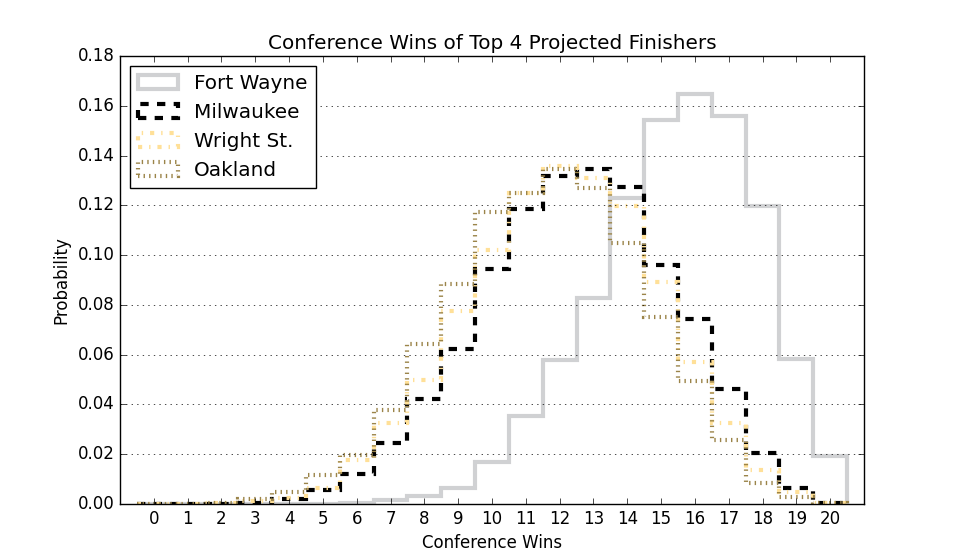 Conference Wins of Top 4 Projected Finishers
0.18
0.16
0.14
0.12
0.10
0.08
0.06
0.04
0.02
0.00
Probability
Fort Wayne
Milwaukee
Wright St.
Oakland
0 1 2 3 4 5 6 7 8 9 10 11 12 13 14 15 16 17 18 19 20
Conference Wins